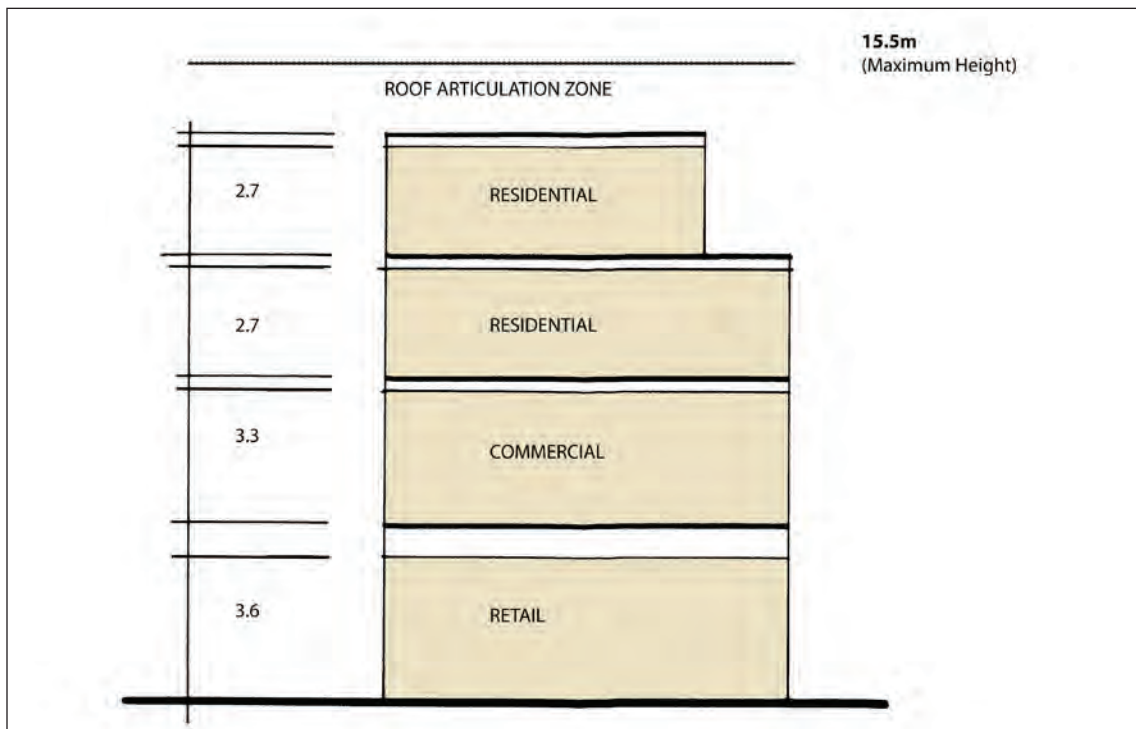 15.5m
(Maximum Height)
ROOF ARTICULATION ZONE
2.7
RESIDENTIAL
2.7
RESIDENTIAL
3.3
COMMERCIAL
3.6
RETAIL